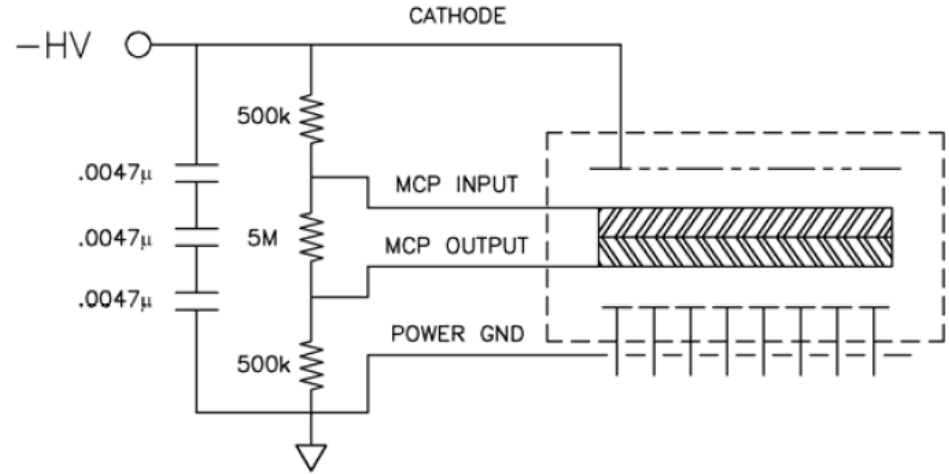 CATHODE
-HV
500k
.0047μ
MCP INPUT
.0047μ
5M
MCP OUTPUT
.0047μ
POWER GND
500k